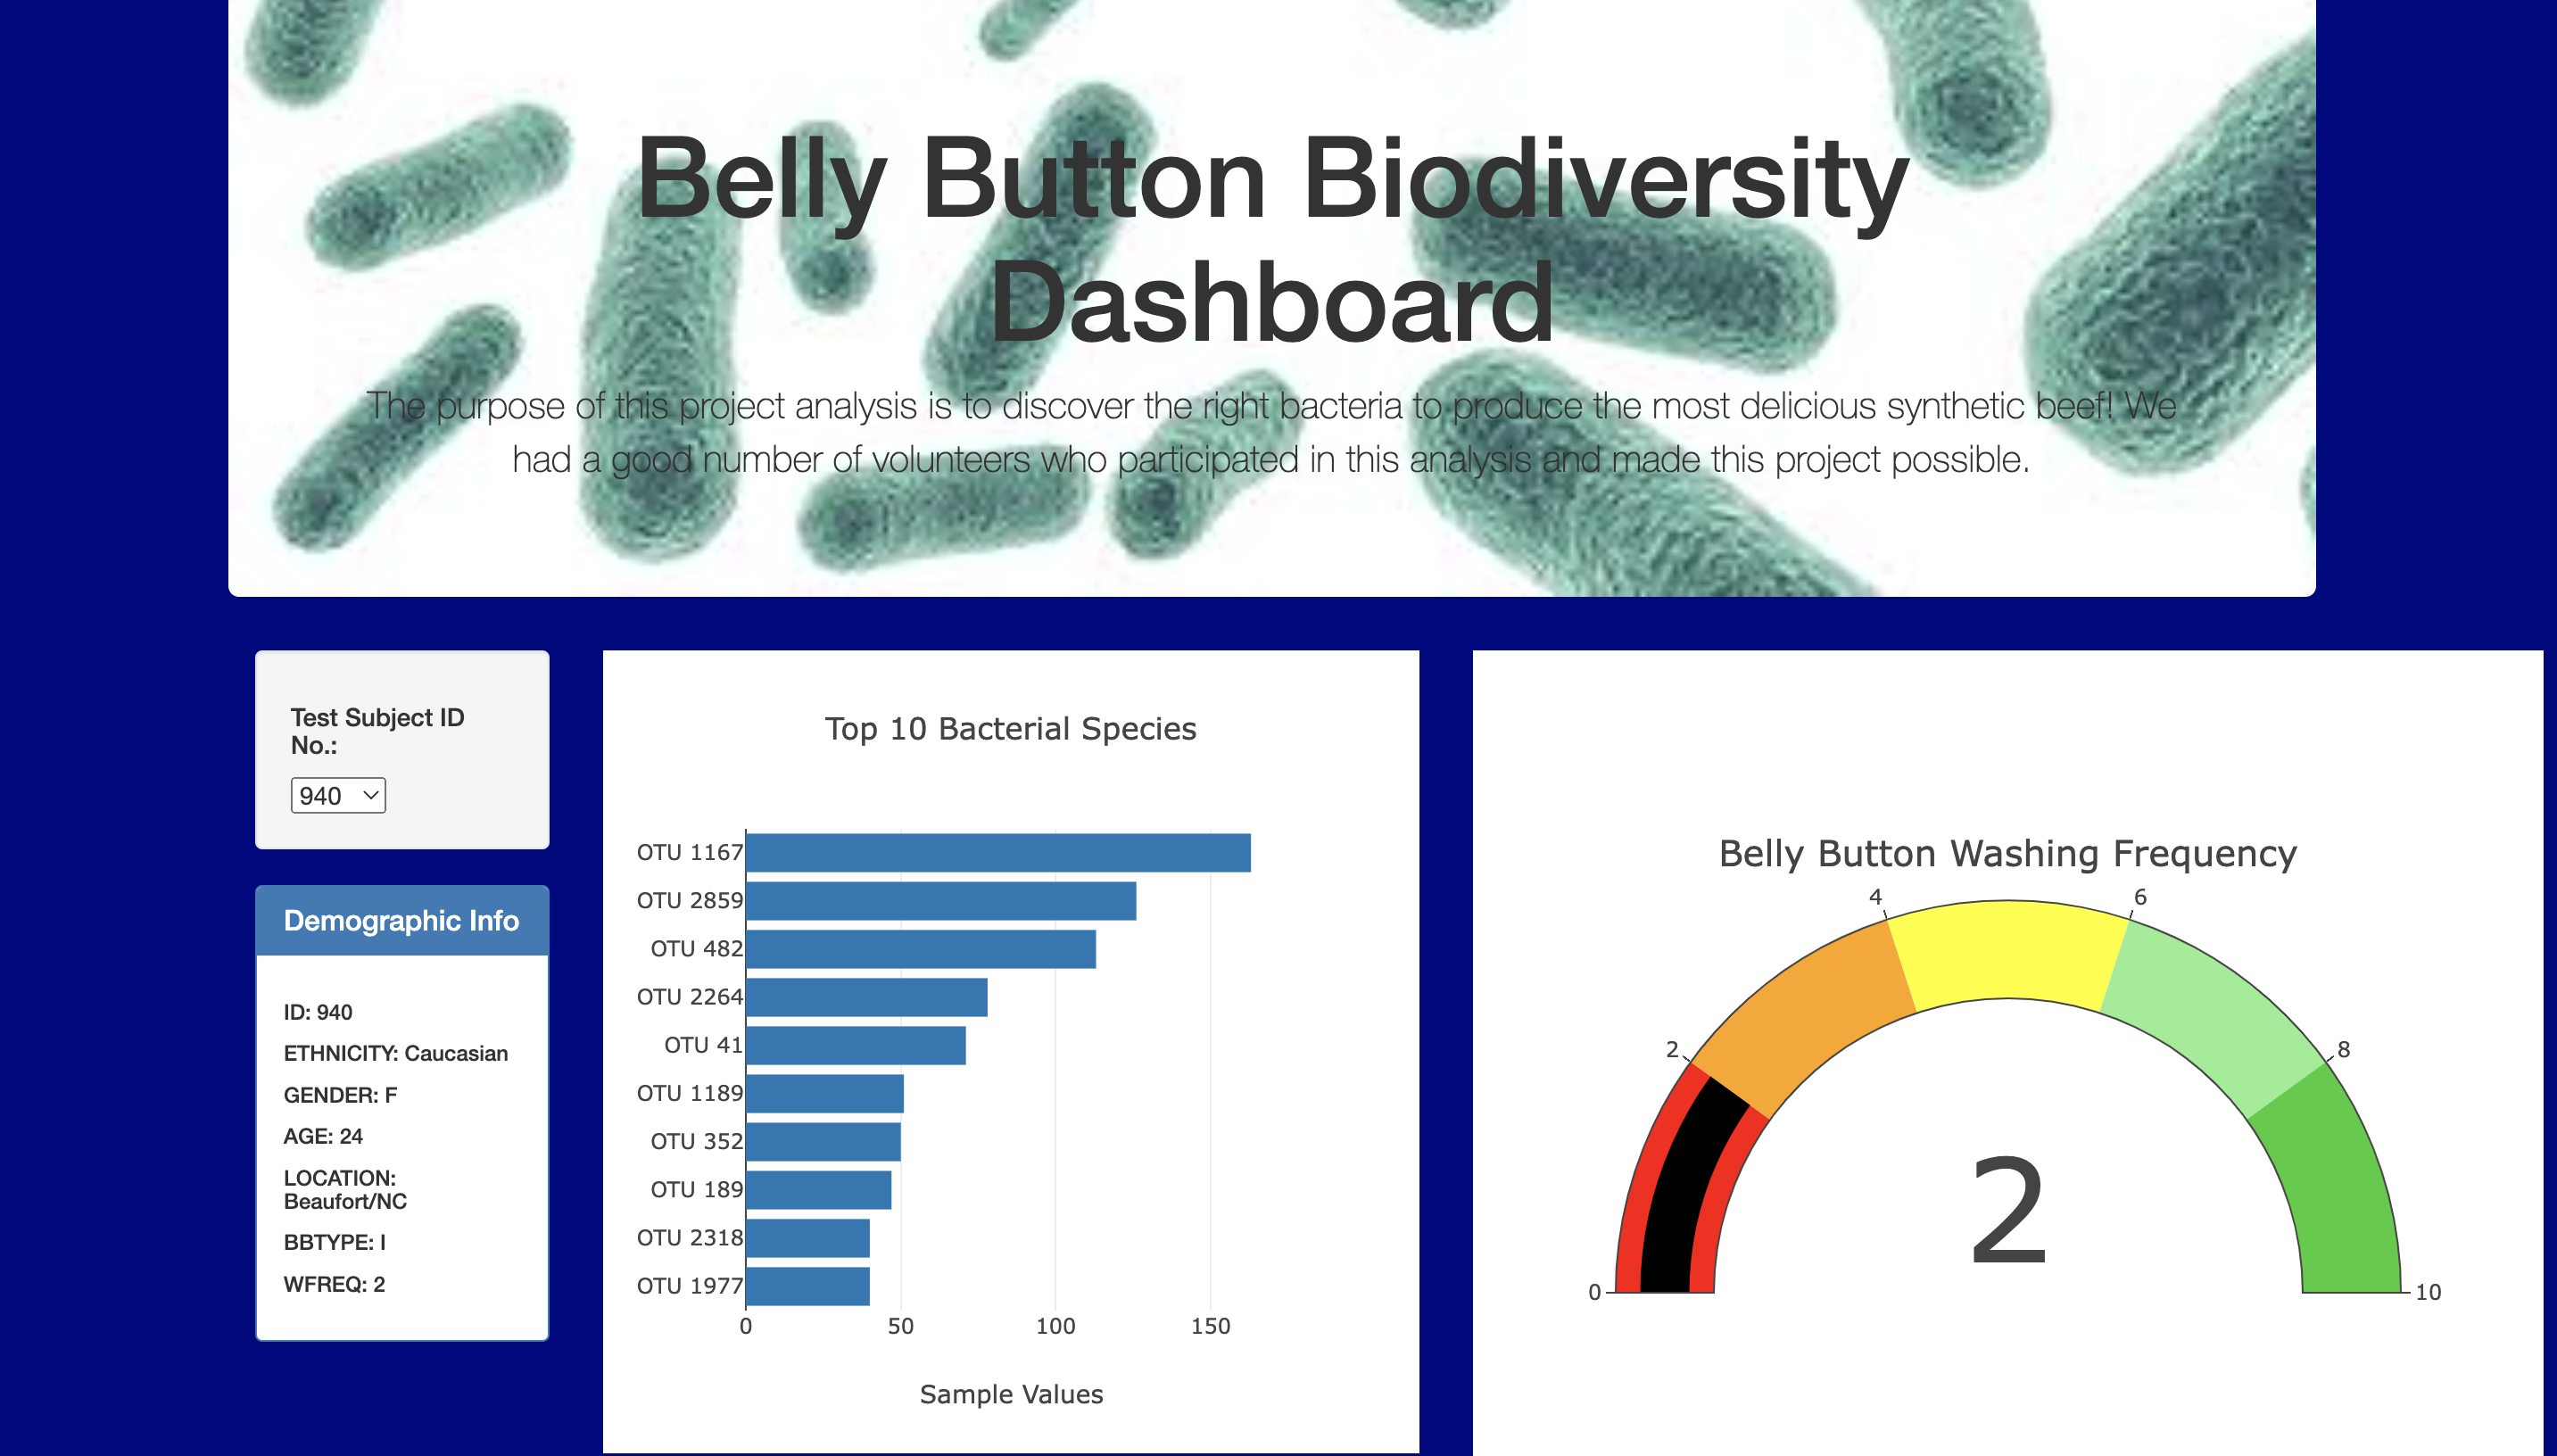 Belly Button Biodiversity
Dashboard
The purpose of this project analysis is to discover the right bacteria to produce the most delicious synthetic beef! We
had a good number of volunteers who participated in this analysis and made this project possible.
Test Subject ID
No.:
940
Demographic Info
ID: 940
ETHNICITY: Caucasian
GENDER: F
AGE: 24
LOCATION:
Beaufort/NC
BBTYPE: I
WFREQ: 2
Top 10 Bacterial Species
OTU 1167
OTU 2859
OTU 482
OTU 2264
OTU 41
OTU 1189
OTU 352
OTU 189
OTU 2318
OTU 1977
0 50 100 150
Sample Values
Belly Button Washing Frequency
0
2
4
6
8
10
2